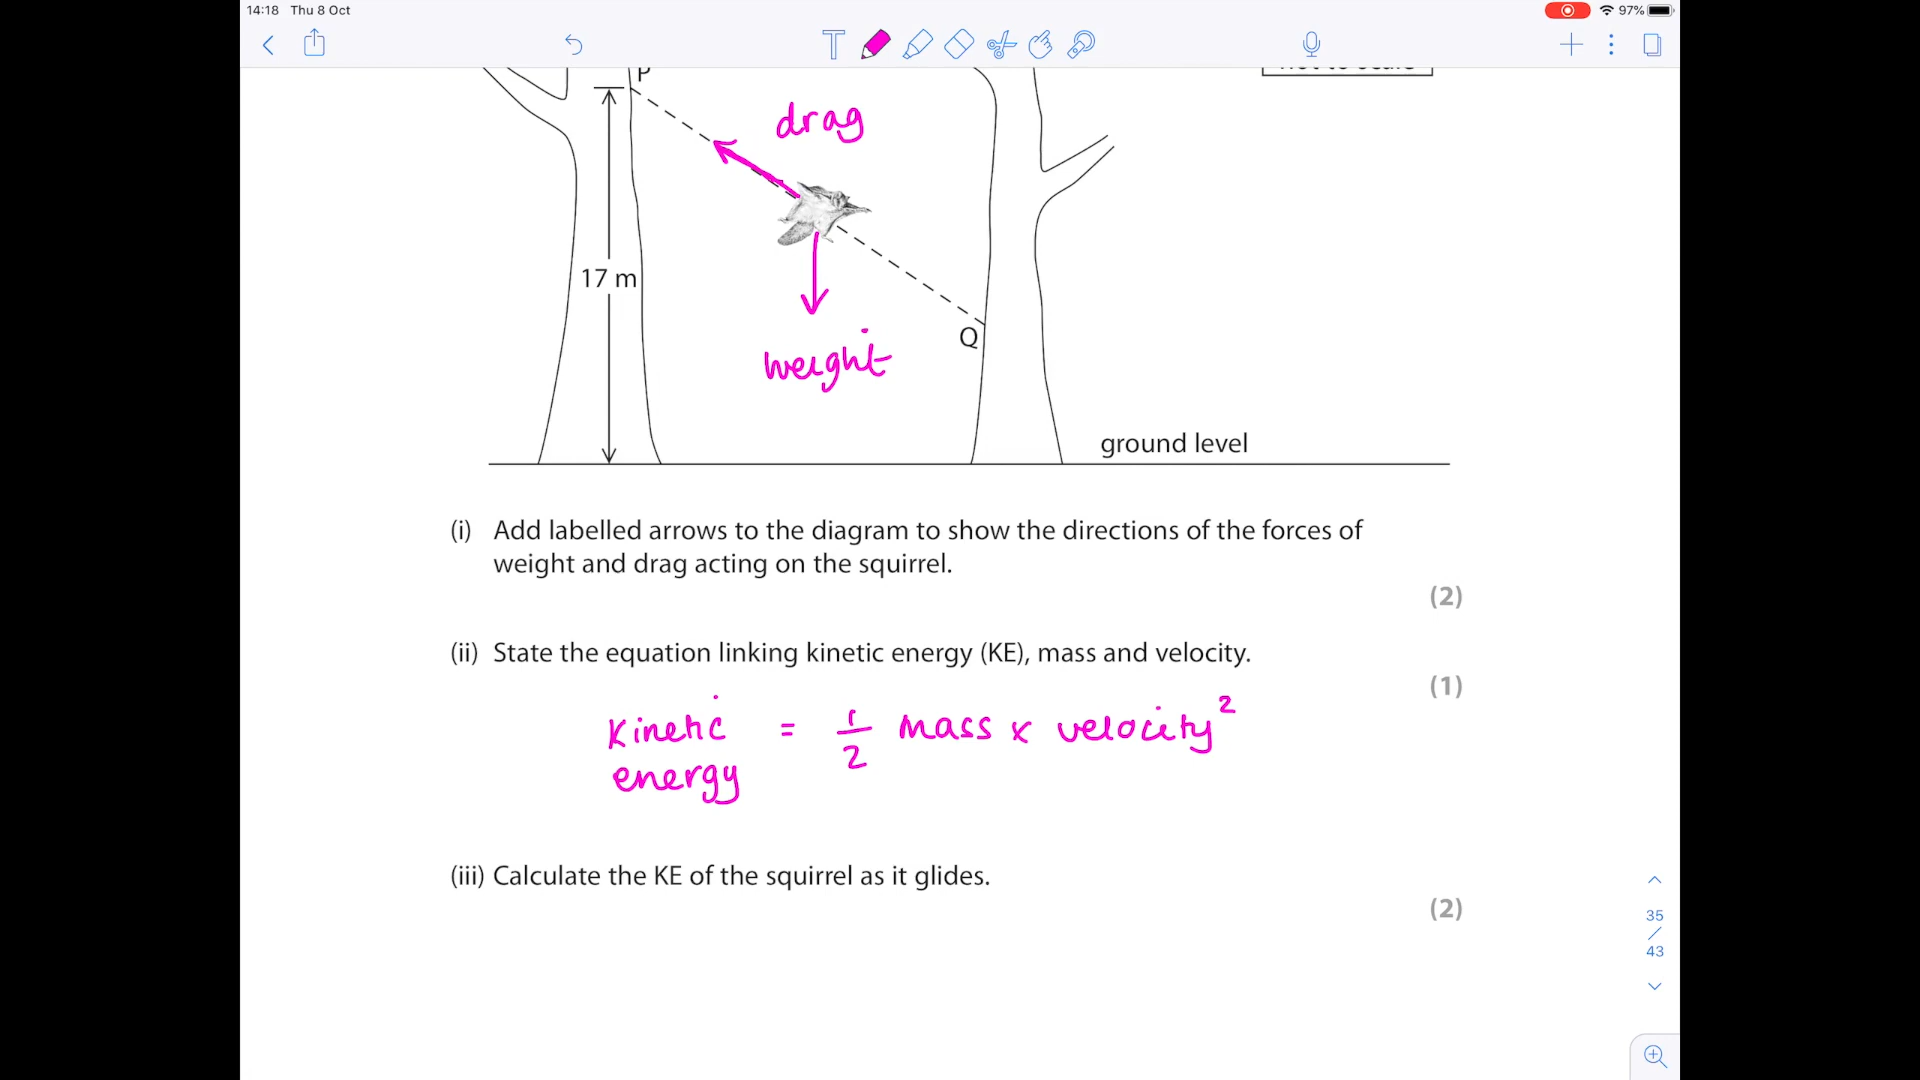 14:18 Thu 8 Oct
97%
P
drag
17 m
weight
Q
ground level
(i) Add labelled arrows to the diagram to show the directions of the forces of
weight and drag acting on the squirrel.
(2)
(ii) State the equation linking kinetic energy (KE), mass and velocity.
(1)
Kinetic = 1/2 mass x velocity²
energy
(iii) Calculate the KE of the squirrel as it glides.
(2)
35
/
43